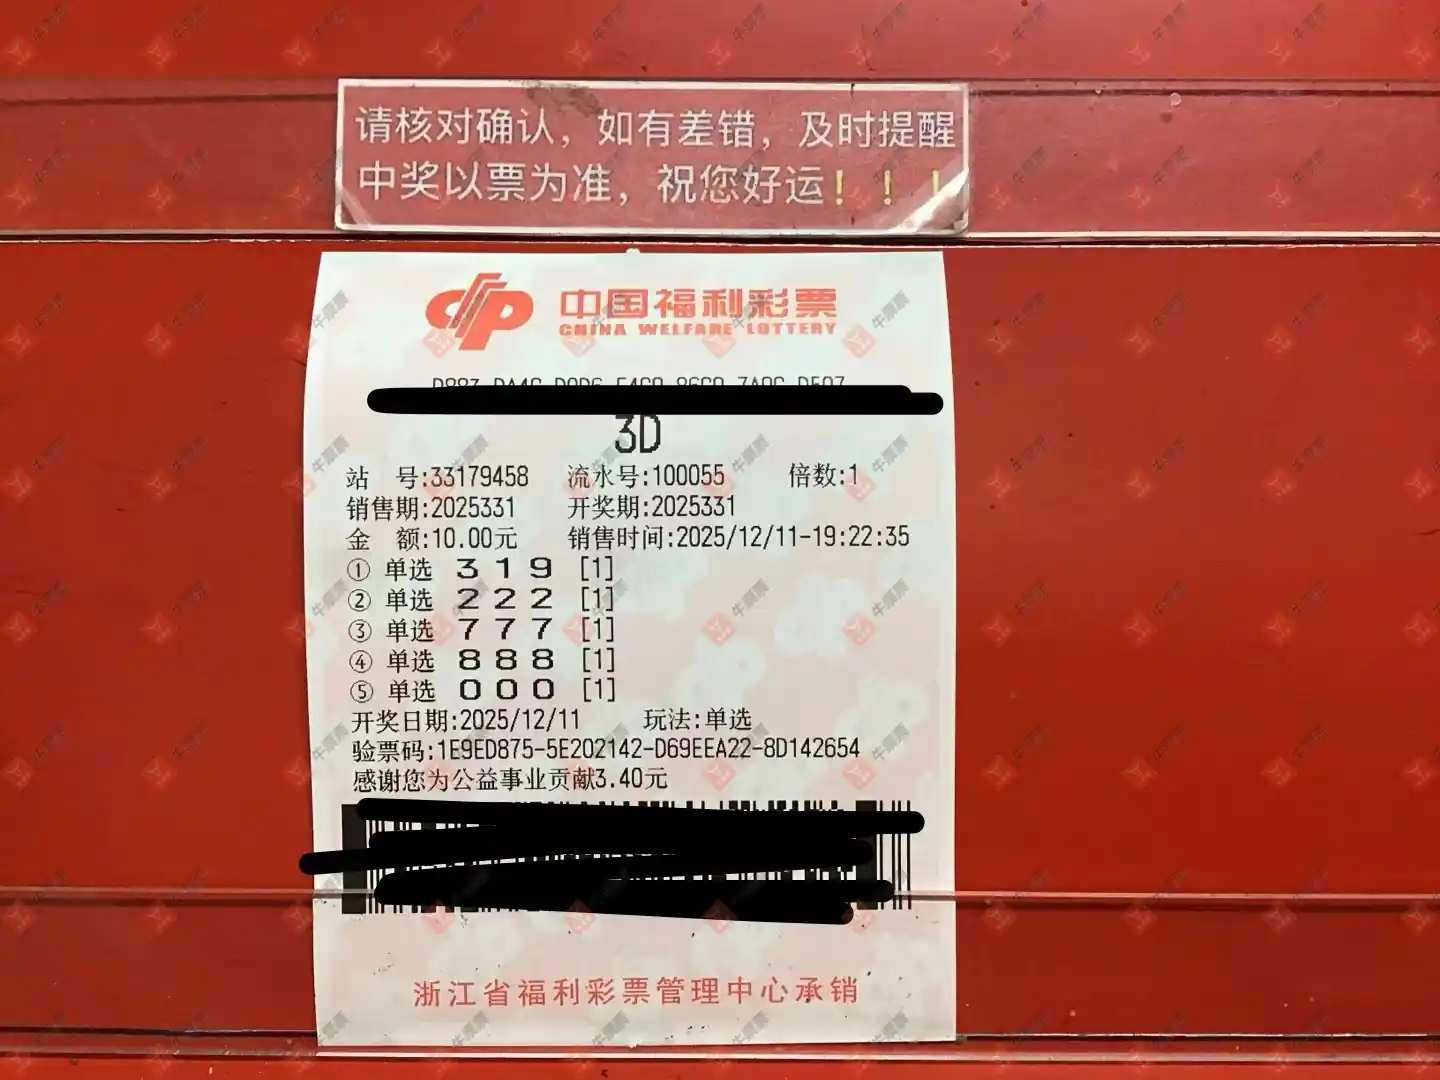 请核对确认，如有差错，及时提醒
中奖以票为准，祝您好运！！！
中国福利彩票
CHINA WELFARE LOTTERY
3D
站 号:33179458 流水号:100055 倍数:1
销售期:2025331 开奖期:2025331
金 额:10.00元 销售时间:2025/12/11-19:22:35
① 单选 3 1 9 [1]
② 单选 2 2 2 [1]
③ 单选 7 7 7 [1]
④ 单选 8 8 8 [1]
⑤ 单选 0 0 0 [1]
开奖日期:2025/12/11 玩法:单选
验票码:1E9ED875-5E202142-D69EEA22-8D142654
感谢您为公益事业贡献3.40元
浙江省福利彩票管理中心承销
牛票票